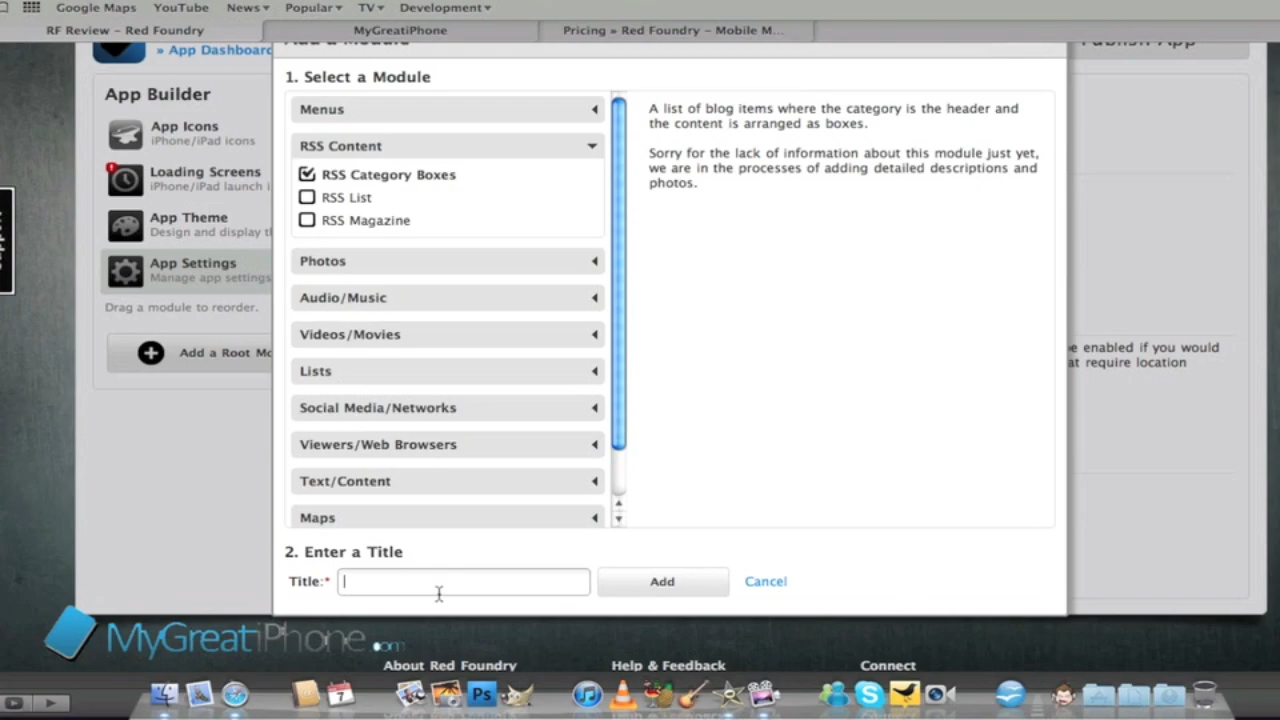 Google Maps YouTube News▾ Popular▾ TV▾ Development▾
RF Review – Red Foundry MyGreatiPhone Pricing » Red Foundry – Mobile M...
» App Dashboard
App Builder
App Icons
iPhone/iPad icons
Loading Screens
iPhone/iPad launch i
App Theme
Design and display t
App Settings
Manage app settings
Drag a module to reorder.
Add a Root Mo
1. Select a Module
Menus
RSS Content
RSS Category Boxes
RSS List
RSS Magazine
Photos
Audio/Music
Videos/Movies
Lists
Social Media/Networks
Viewers/Web Browsers
Text/Content
Maps
A list of blog items where the category is the header and
the content is arranged as boxes.
Sorry for the lack of information about this module just yet,
we are in the processes of adding detailed descriptions and
photos.
e enabled if you would
at require location
2. Enter a Title
Title:* Add Cancel
MyGreatiPhone.com
About Red Foundry Help & Feedback Connect
7
Ps